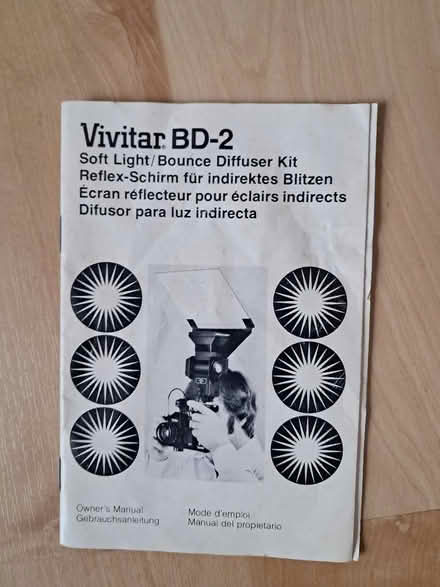 Vivitar BD-2
Soft Light/Bounce Diffuser Kit
Reflex-Schirm für indirektes Blitzen
Écran réflecteur pour éclairs indirects
Difusor para luz indirecta
Owner's Manual
Gebrauchsanleitung
Mode d'emploi
Manual del propietario